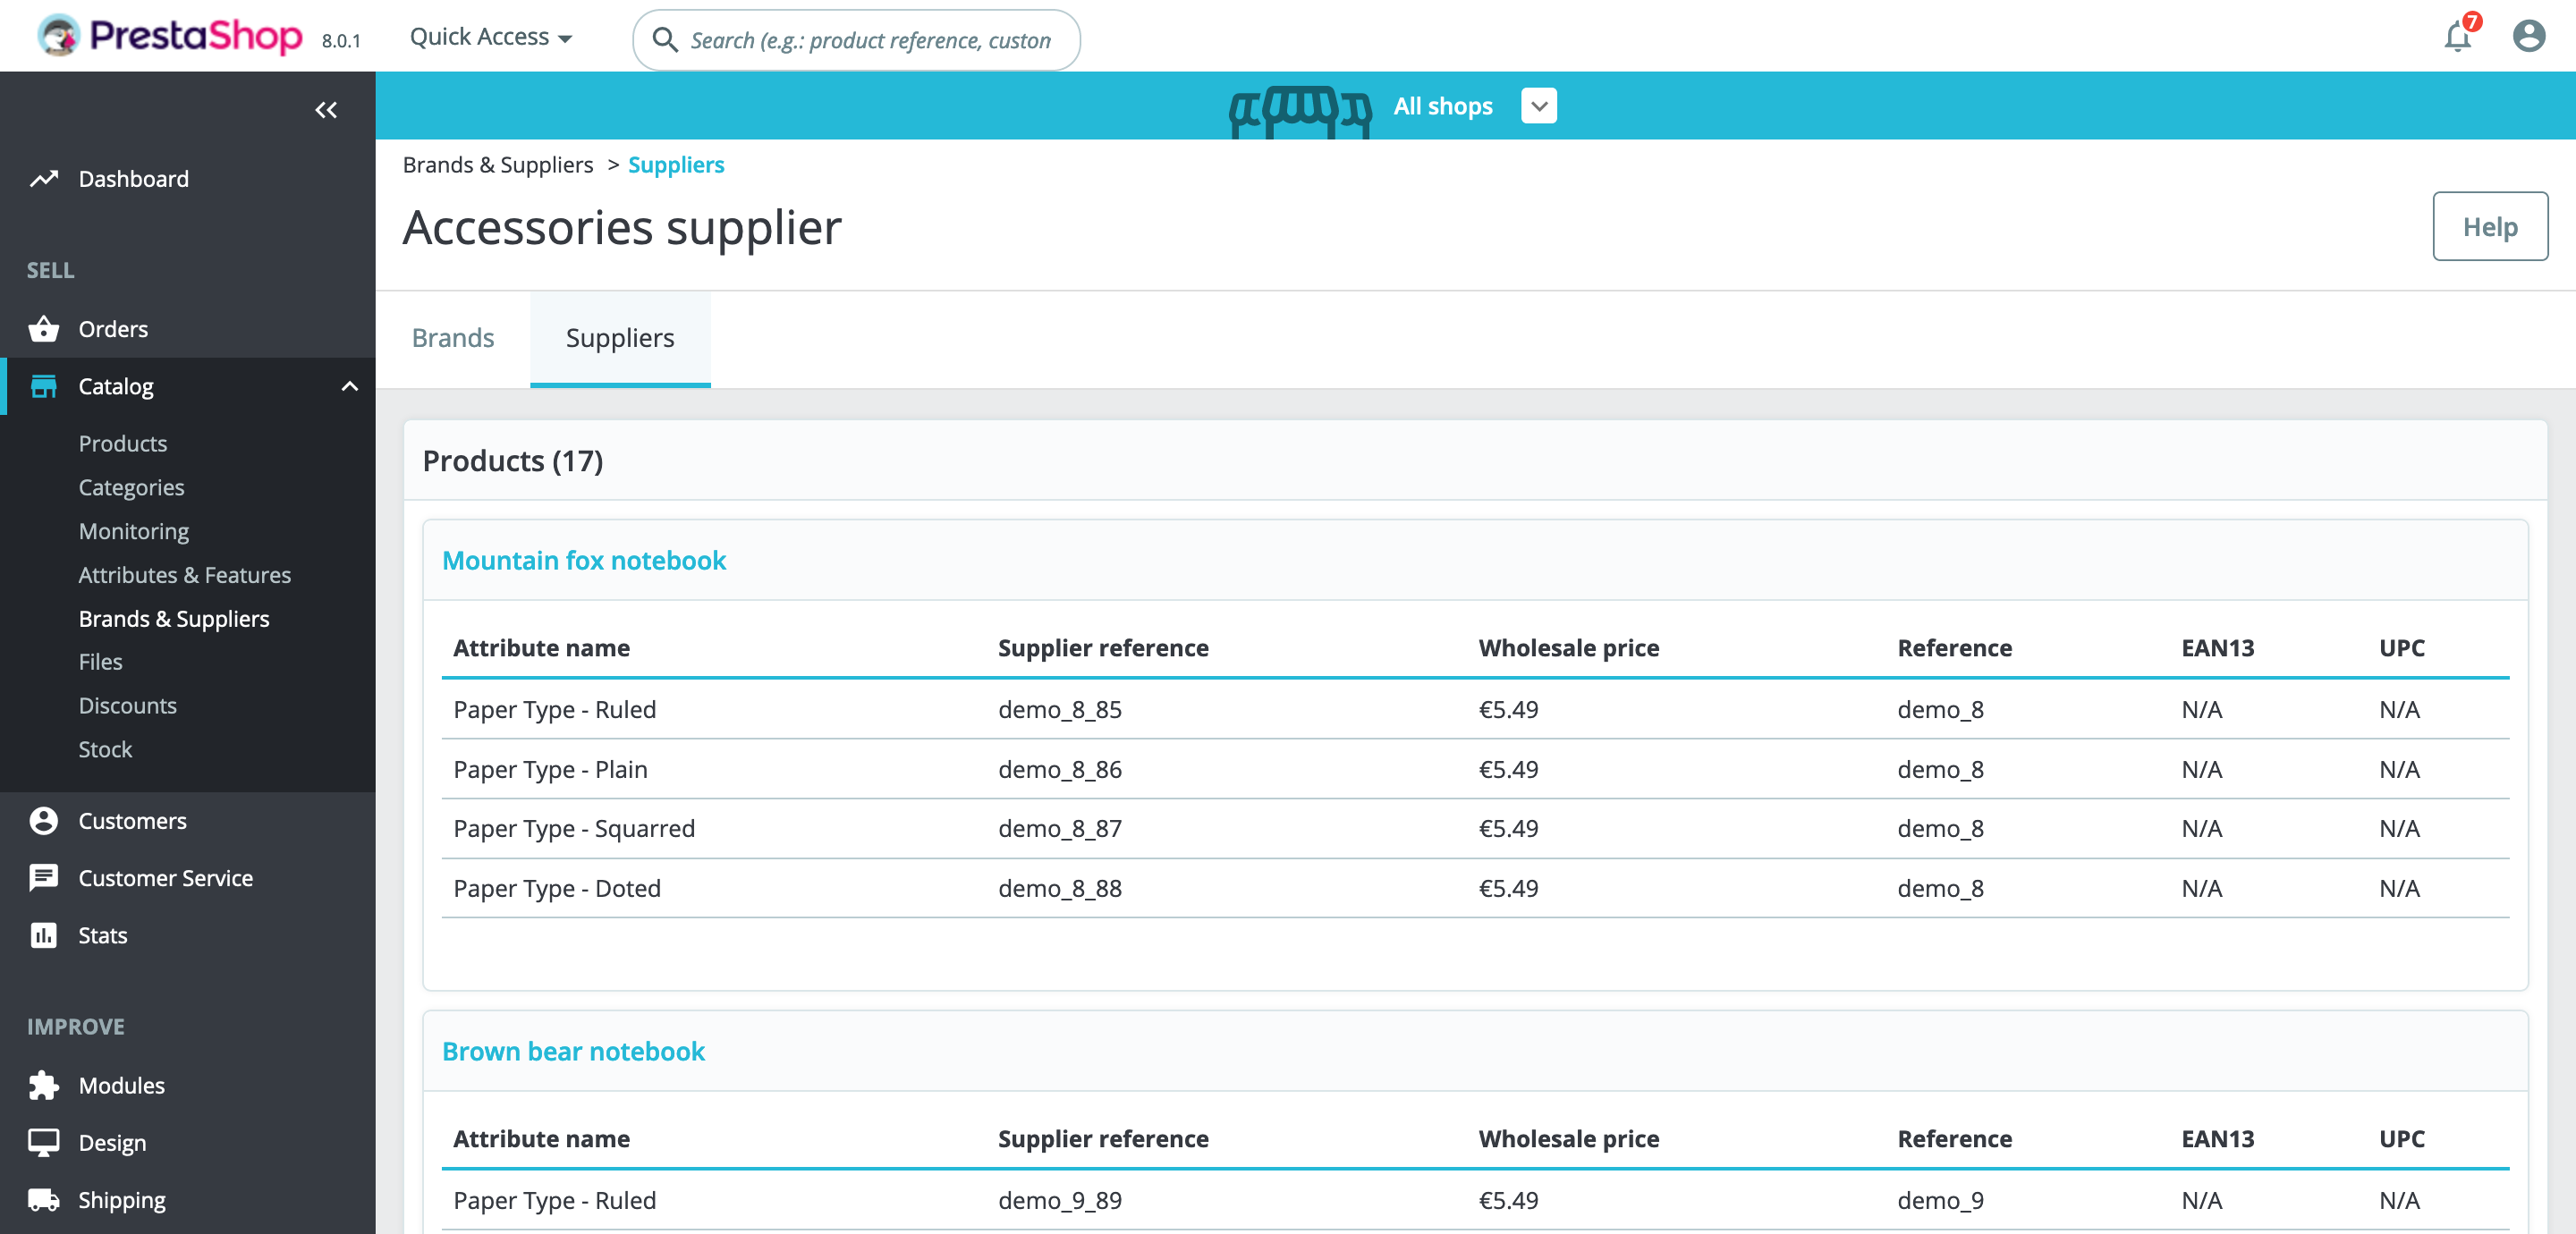 PrestaShop 8.0.1 Quick Access Search (e.g.: product reference, custon 7
All shops
Brands & Suppliers > Suppliers
Accessories supplier
Help
Brands Suppliers
Dashboard
SELL
Orders
Catalog
Products
Categories
Monitoring
Attributes & Features
Brands & Suppliers
Files
Discounts
Stock
Customers
Customer Service
Stats
IMPROVE
Modules
Design
Shipping
Products (17)
Mountain fox notebook
Attribute name Supplier reference Wholesale price Reference EAN13 UPC
Paper Type - Ruled demo_8_85 €5.49 demo_8 N/A N/A
Paper Type - Plain demo_8_86 €5.49 demo_8 N/A N/A
Paper Type - Squarred demo_8_87 €5.49 demo_8 N/A N/A
Paper Type - Doted demo_8_88 €5.49 demo_8 N/A N/A
Brown bear notebook
Attribute name Supplier reference Wholesale price Reference EAN13 UPC
Paper Type - Ruled demo_9_89 €5.49 demo_9 N/A N/A